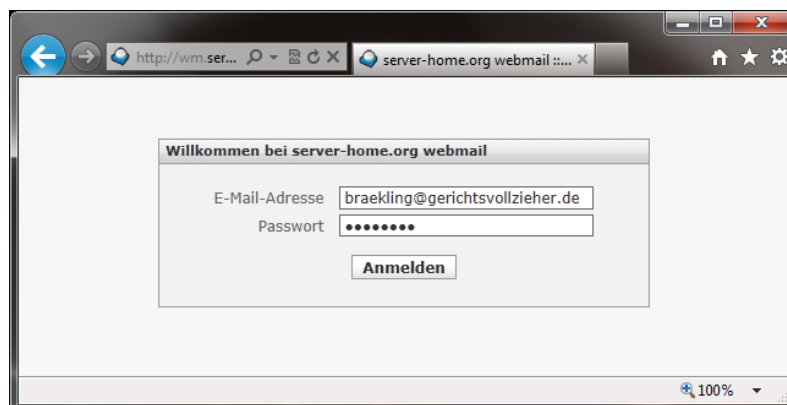 http://wm.ser...
server-home.org webmail ::...
Willkommen bei server-home.org webmail
E-Mail-Adresse braekling@gerichtsvollzieher.de
Passwort ••••••••
Anmelden
100%